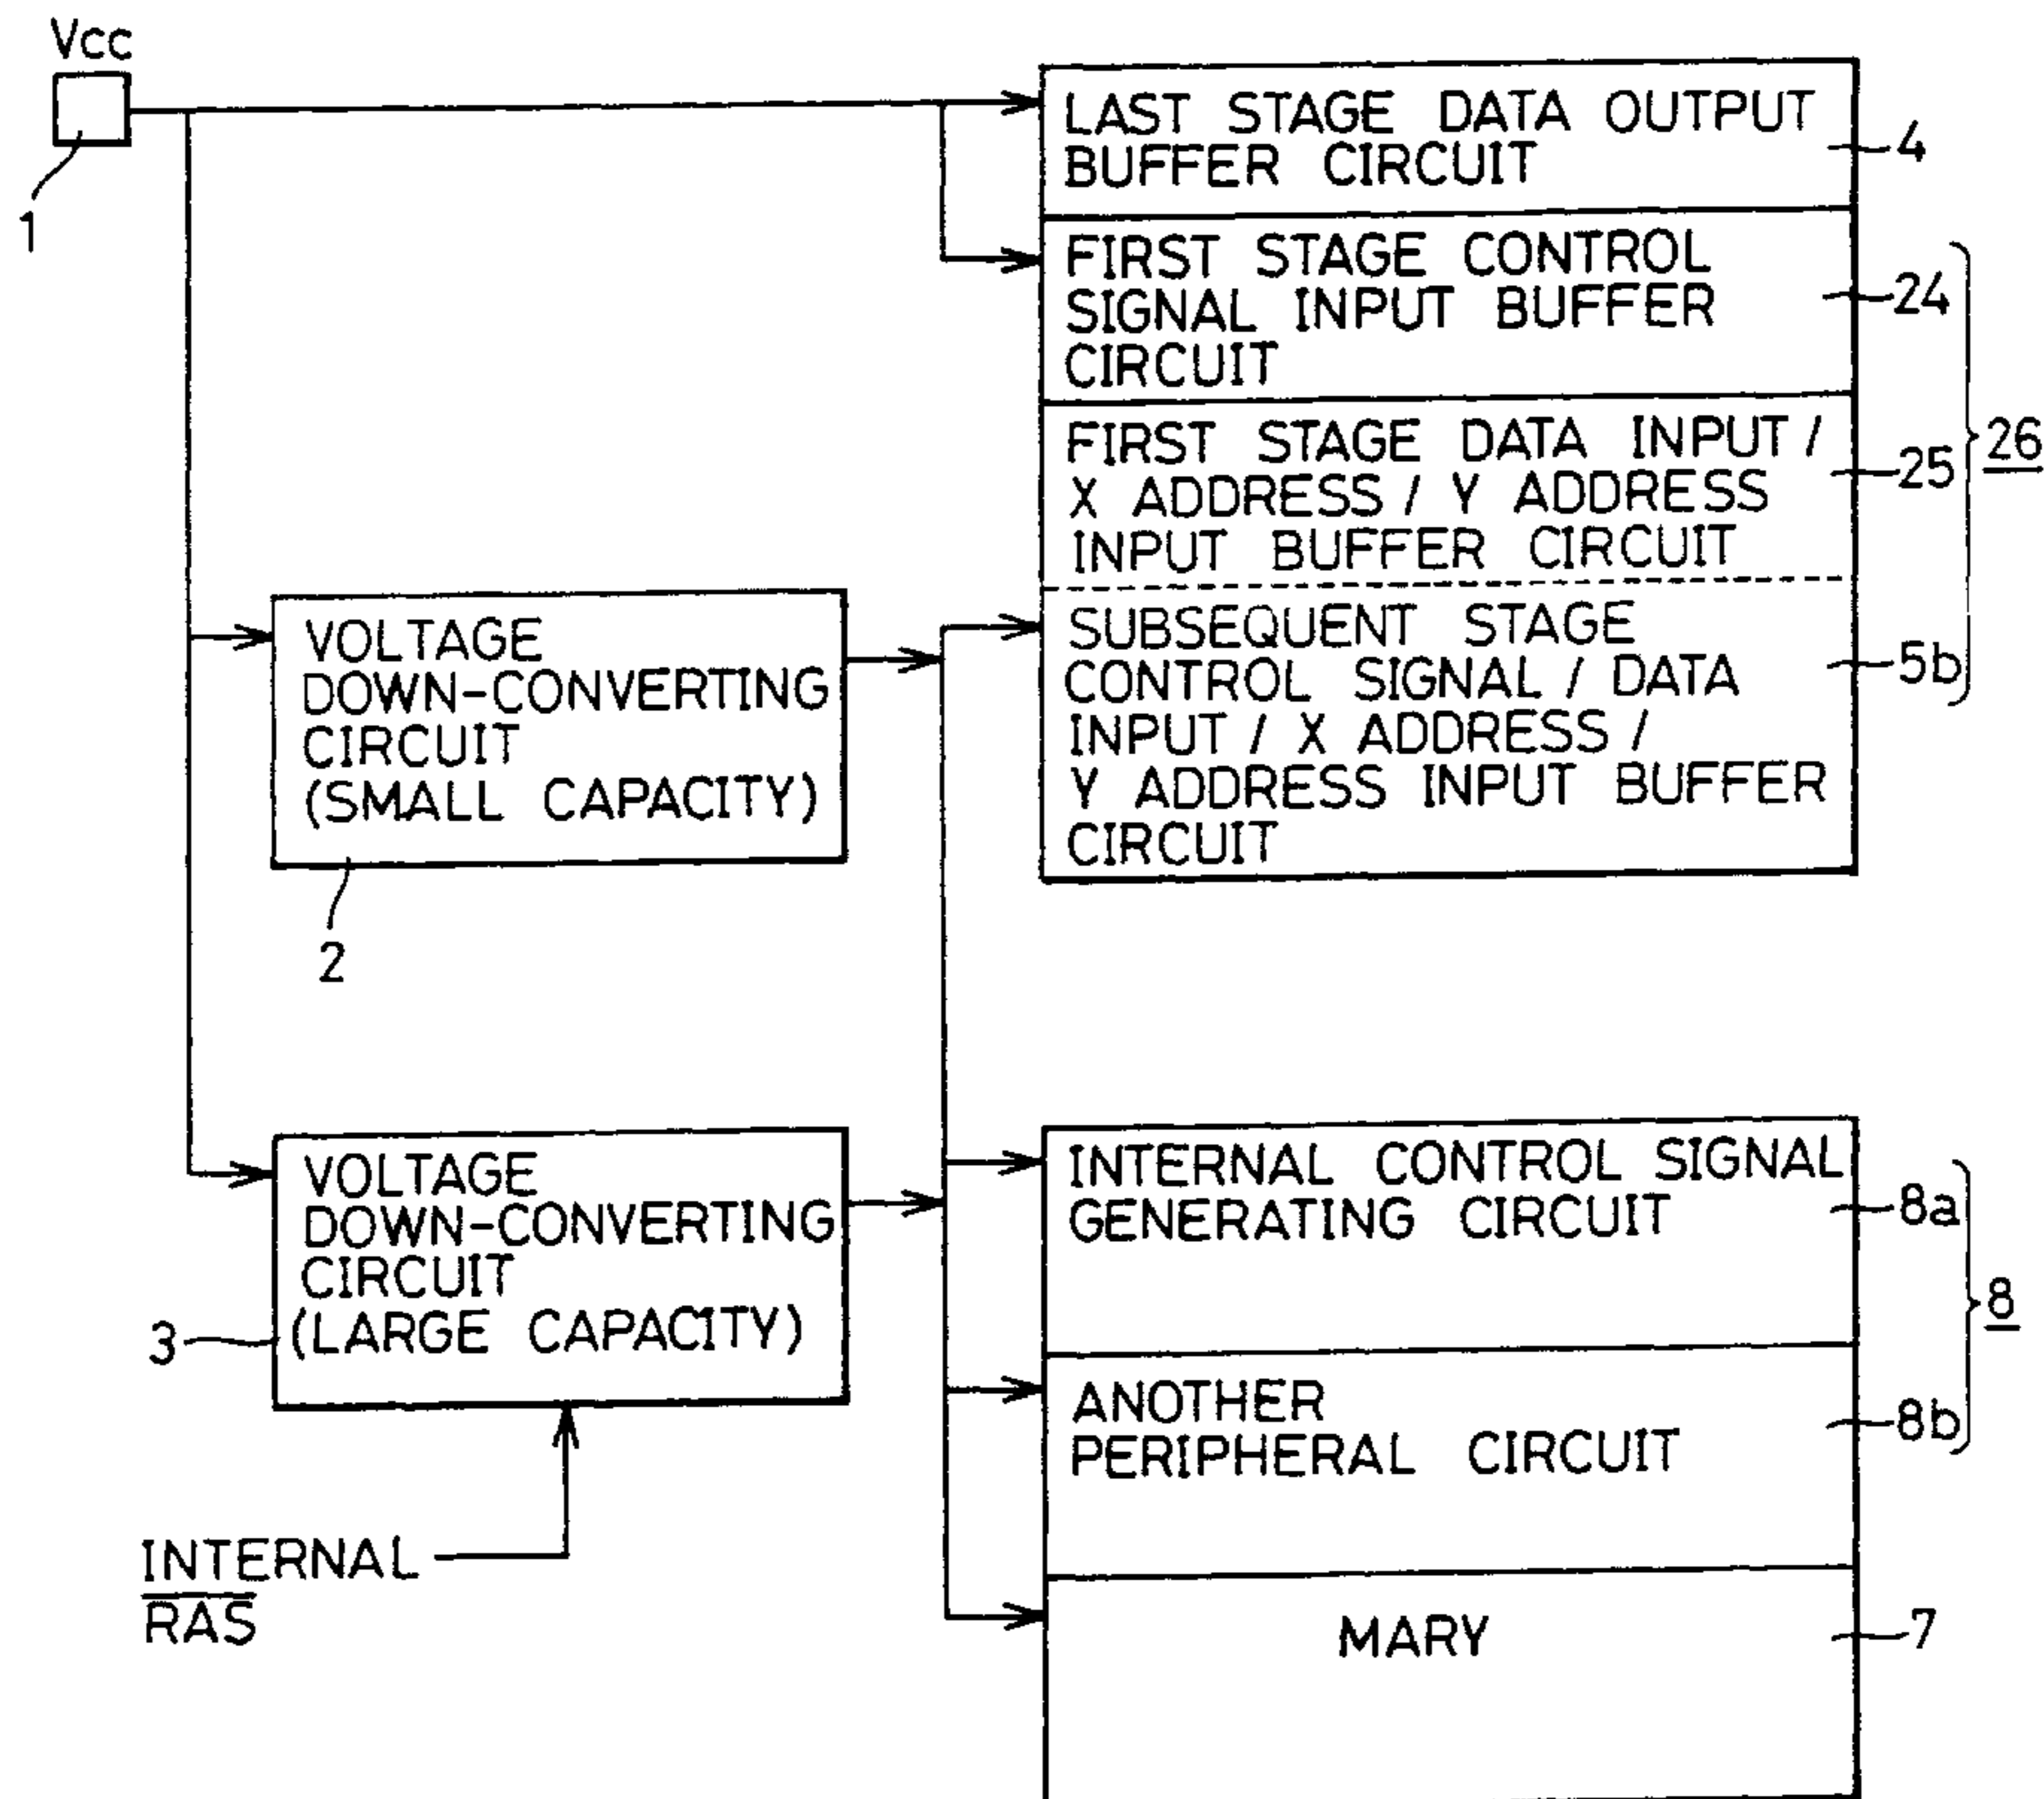 Vcc
1
LAST STAGE DATA OUTPUT
BUFFER CIRCUIT
4
FIRST STAGE CONTROL
SIGNAL INPUT BUFFER
CIRCUIT
24
FIRST STAGE DATA INPUT /
X ADDRESS / Y ADDRESS
INPUT BUFFER CIRCUIT
25
26
SUBSEQUENT STAGE
CONTROL SIGNAL / DATA
INPUT / X ADDRESS /
Y ADDRESS INPUT BUFFER
CIRCUIT
5b
VOLTAGE
DOWN-CONVERTING
CIRCUIT
(SMALL CAPACITY)
2
VOLTAGE
DOWN-CONVERTING
CIRCUIT
(LARGE CAPACITY)
3
INTERNAL
RAS
INTERNAL CONTROL SIGNAL
GENERATING CIRCUIT
8a
8
ANOTHER
PERIPHERAL CIRCUIT
8b
MARY
7